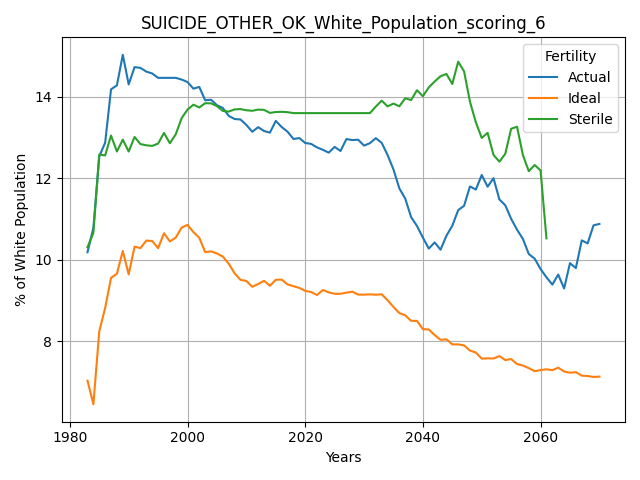 SUICIDE_OTHER_OK_White_Population_scoring_6
Fertility
Actual
Ideal
Sterile
% of White Population
14
12
10
8
1980
2000
2020
2040
2060
Years